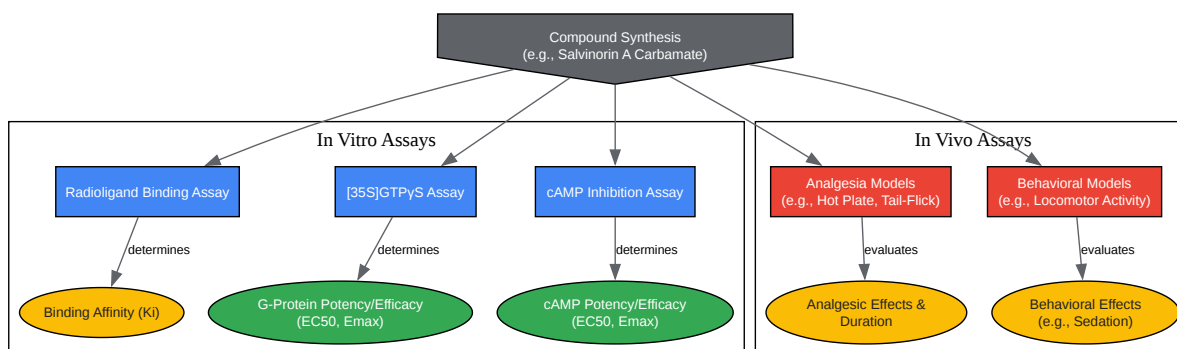 Compound Synthesis
(e.g., Salvinorin A Carbamate)
In Vitro Assays
In Vivo Assays
Radioligand Binding Assay
[35S]GTPγS Assay
cAMP Inhibition Assay
Analgesia Models
(e.g., Hot Plate, Tail-Flick)
Behavioral Models
(e.g., Locomotor Activity)
determines
determines
determines
evaluates
evaluates
Binding Affinity (Ki)
G-Protein Potency/Efficacy
(EC50, Emax)
cAMP Potency/Efficacy
(EC50, Emax)
Analgesic Effects &
Duration
Behavioral Effects
(e.g., Sedation)